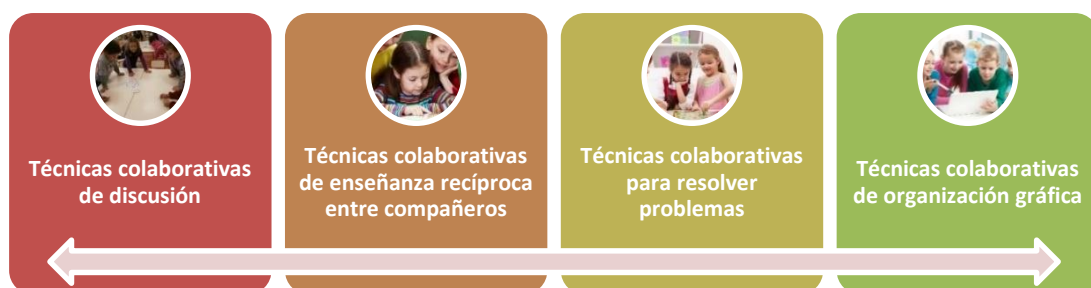 Técnicas colaborativas
de discusión
Técnicas colaborativas
de enseñanza recíproca
entre compañeros
Técnicas colaborativas
para resolver
problemas
Técnicas colaborativas
de organización gráfica